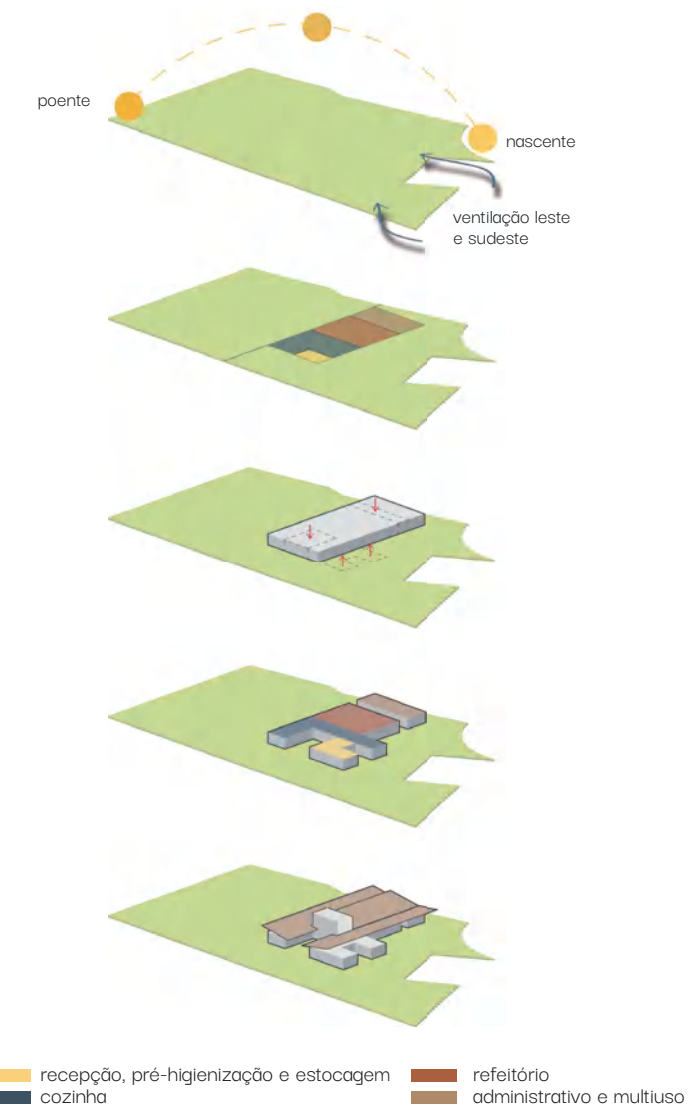 poente
nascente
ventilação leste
e sudeste
recepção, pré-higienização e estocagem
cozinha
refeitório
administrativo e multiuso